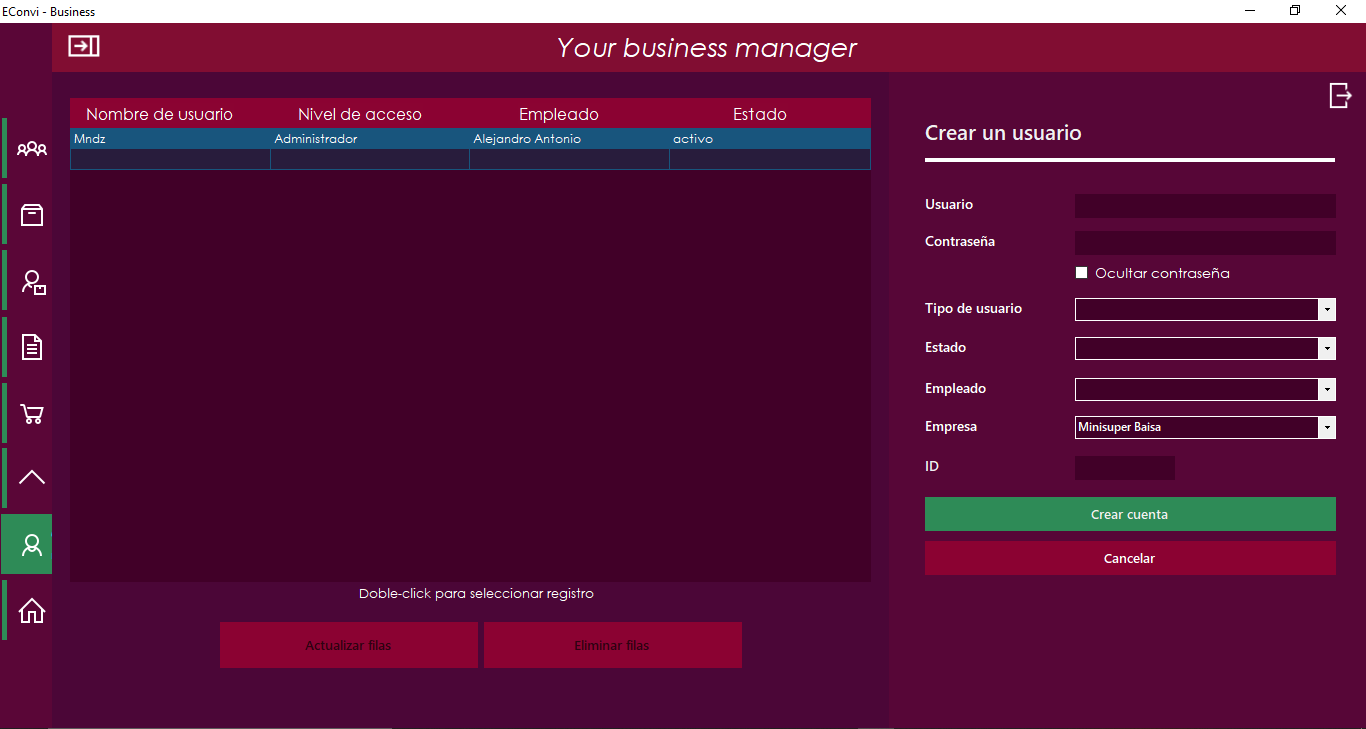 EConvi - Business
Your business manager
Nombre de usuario Nivel de acceso Empleado Estado
Mndz Administrador Alejandro Antonio activo
Doble-click para seleccionar registro
Actualizar filas Eliminar filas
Crear un usuario
Usuario
Contraseña
Ocultar contraseña
Tipo de usuario
Estado
Empleado
Empresa Minisuper Baisa
ID
Crear cuenta
Cancelar